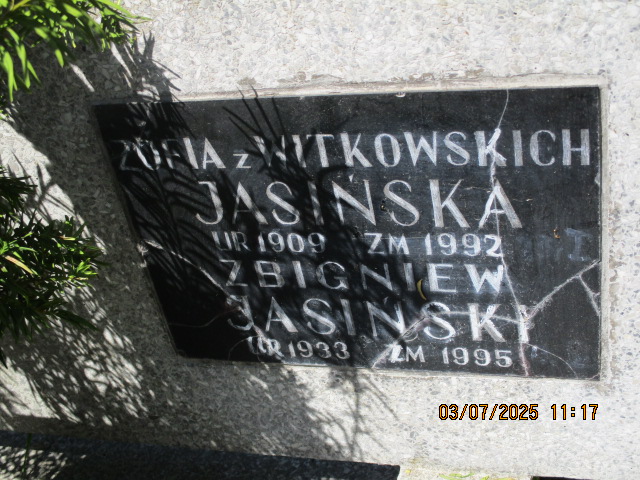 ZOFIA z WITKOWSKICH
JASIŃSKA
UR 1909 ZM 1992
ZBIGNIEW
JASIŃSKI
UR 1933 ZM 1995
03/07/2025 11:17